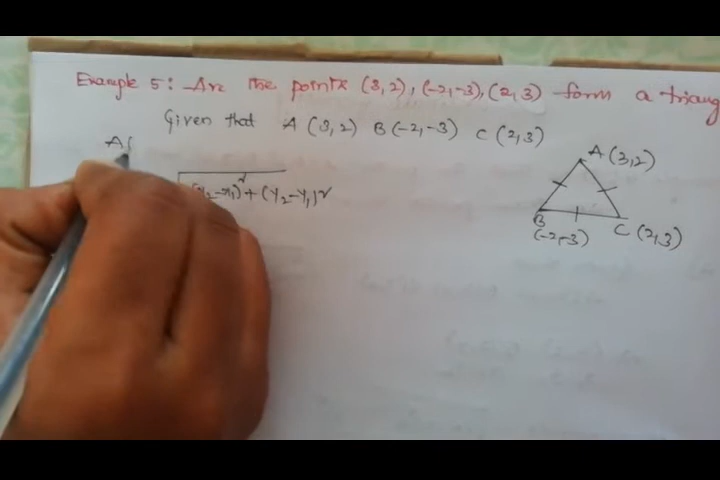 Example 5: Are the points (3,2), (-2,-3), (2,3) form a triang
Given that A (3,2) B (-2,-3) C (2,3)
A(
(x₂-x₁)² + (y₂-y₁)²
A (3,2)
B
(-2,-3)
C (2,3)